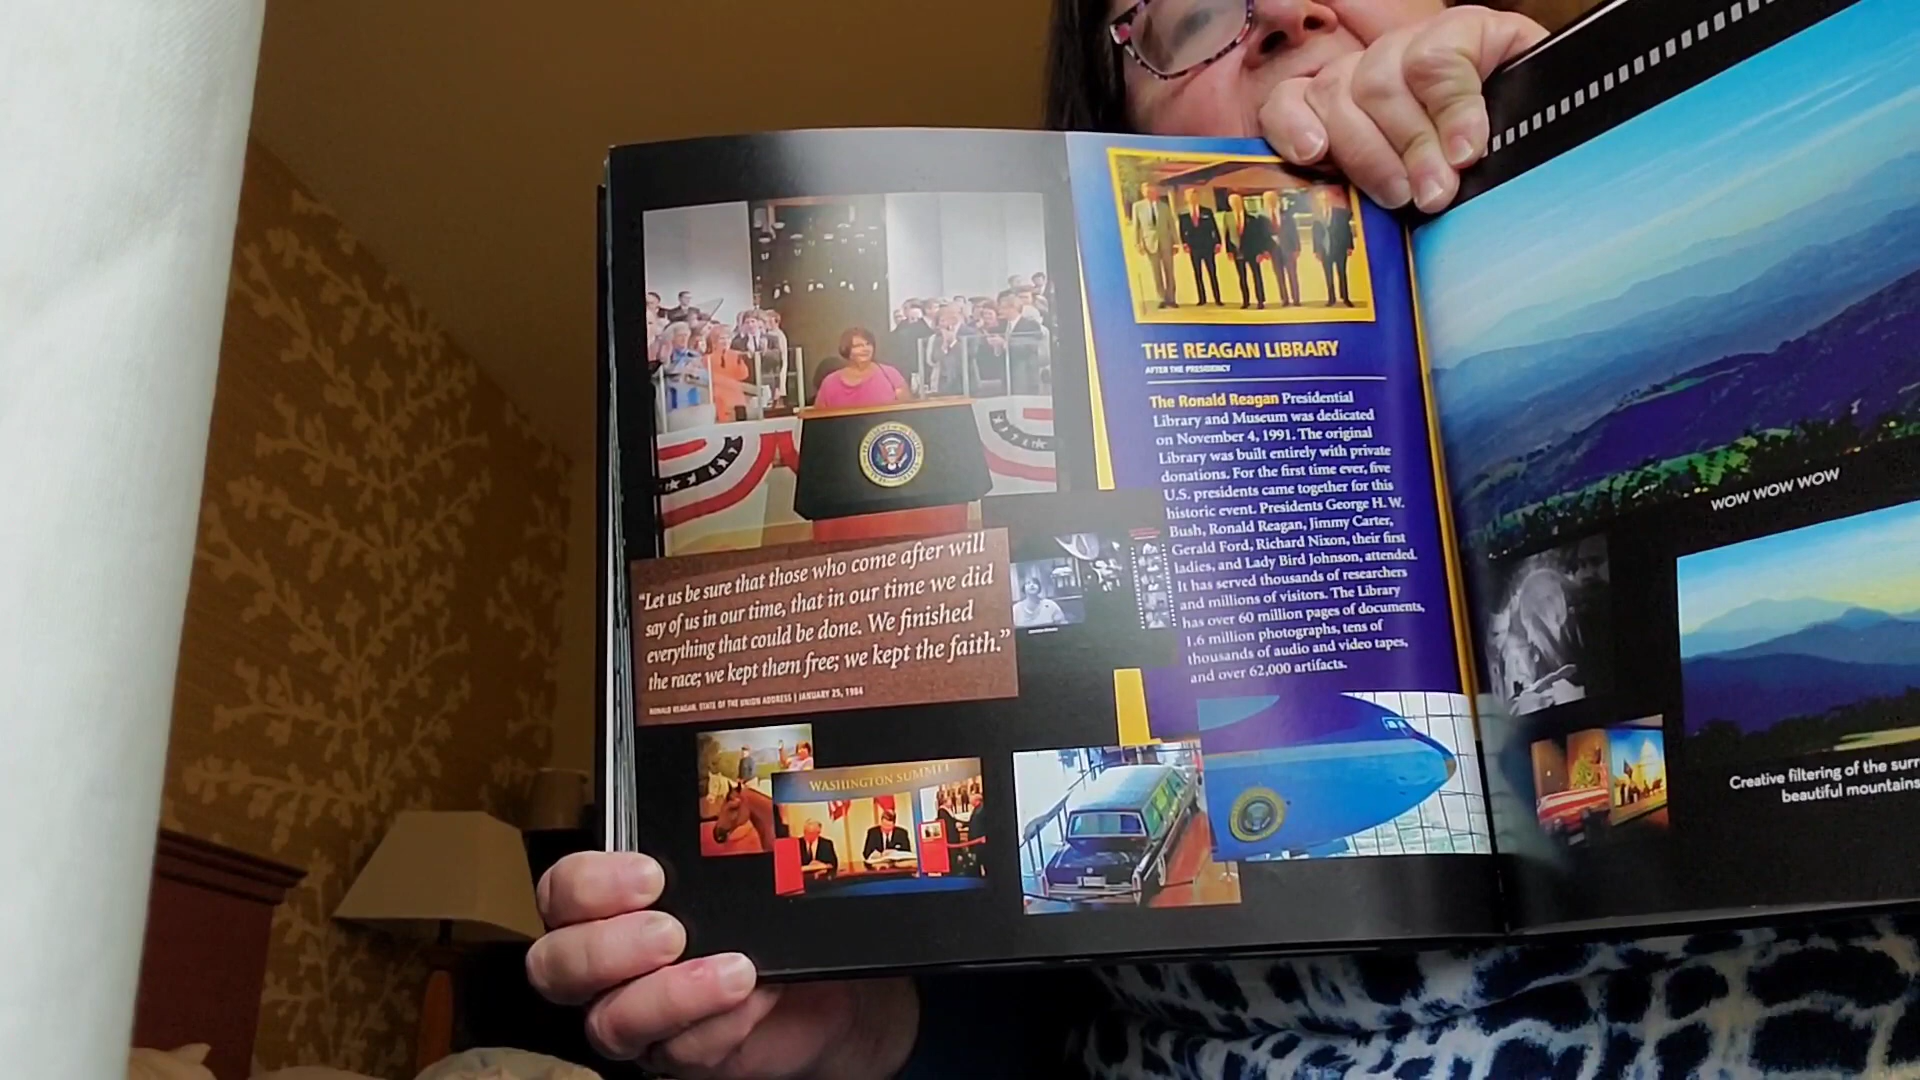 "Let us be sure that those who come after will
say of us in our time, that in our time we did
everything that could be done. We finished
the race; we kept them free; we kept the faith."
RONALD REAGAN, STATE OF THE UNION ADDRESS | JANUARY 25, 1984
WASHINGTON SUMMIT
THE REAGAN LIBRARY
AFTER THE PRESIDENCY
The Ronald Reagan Presidential
Library and Museum was dedicated
on November 4, 1991. The original
Library was built entirely with private
donations. For the first time ever, five
U.S. presidents came together for this
historic event. Presidents George H. W.
Bush, Ronald Reagan, Jimmy Carter,
Gerald Ford, Richard Nixon, their first
ladies, and Lady Bird Johnson, attended.
It has served thousands of researchers
and millions of visitors. The Library
has over 60 million pages of documents,
1.6 million photographs, tens of
thousands of audio and video tapes,
and over 62,000 artifacts.
WOW WOW WOW
Creative filtering of the surr
beautiful mountains